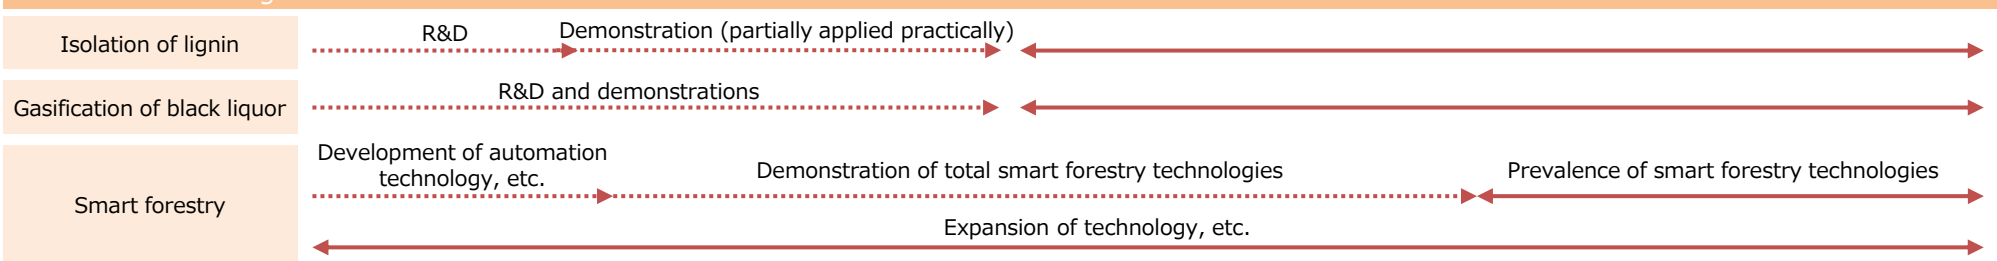 Isolation of lignin
R&D
Demonstration (partially applied practically)
Gasification of black liquor
R&D and demonstrations
Smart forestry
Development of automation
technology, etc.
Demonstration of total smart forestry technologies
Prevalence of smart forestry technologies
Expansion of technology, etc.